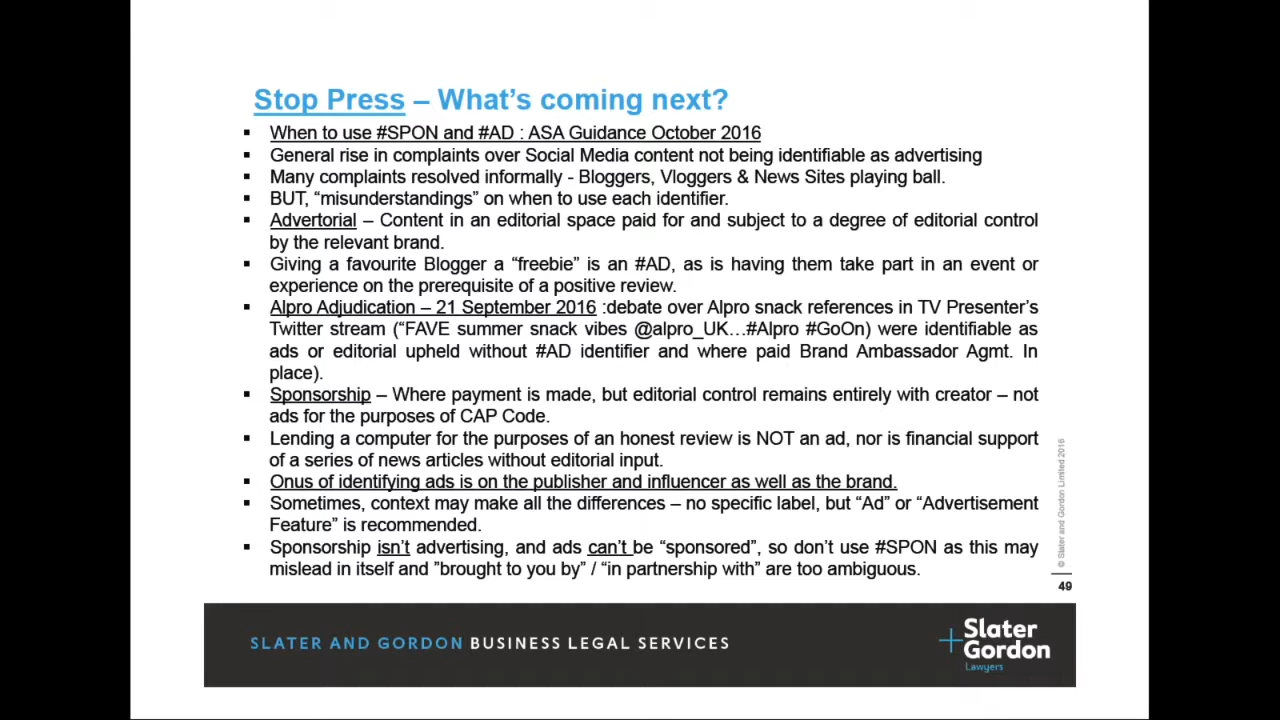 Stop Press – What's coming next?
▪ When to use #SPON and #AD : ASA Guidance October 2016
▪ General rise in complaints over Social Media content not being identifiable as advertising
▪ Many complaints resolved informally - Bloggers, Vloggers & News Sites playing ball.
▪ BUT, “misunderstandings” on when to use each identifier.
▪ Advertorial – Content in an editorial space paid for and subject to a degree of editorial control
by the relevant brand.
▪ Giving a favourite Blogger a “freebie” is an #AD, as is having them take part in an event or
experience on the prerequisite of a positive review.
▪ Alpro Adjudication – 21 September 2016 :debate over Alpro snack references in TV Presenter's
Twitter stream (“FAVE summer snack vibes @alpro_UK…#Alpro #GoOn) were identifiable as
ads or editorial upheld without #AD identifier and where paid Brand Ambassador Agmt. In
place).
▪ Sponsorship – Where payment is made, but editorial control remains entirely with creator – not
ads for the purposes of CAP Code.
▪ Lending a computer for the purposes of an honest review is NOT an ad, nor is financial support
of a series of news articles without editorial input.
▪ Onus of identifying ads is on the publisher and influencer as well as the brand.
▪ Sometimes, context may make all the differences – no specific label, but “Ad” or “Advertisement
Feature” is recommended.
▪ Sponsorship isn't advertising, and ads can't be “sponsored”, so don't use #SPON as this may
mislead in itself and ”brought to you by” / “in partnership with” are too ambiguous.
© Slater and Gordon Limited 2016
49
SLATER AND GORDON BUSINESS LEGAL SERVICES
Slater
Gordon
Lawyers